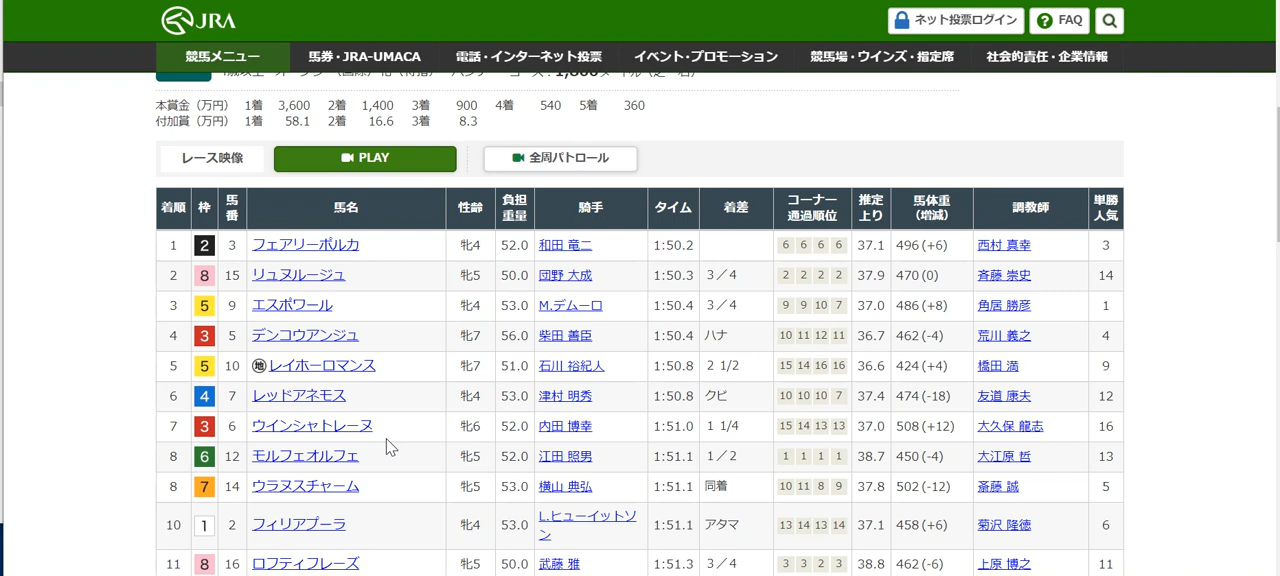 JRA
ネット投票ログイン
FAQ
競馬メニュー 馬券・JRA-UMACA 電話・インターネット投票 イベント・プロモーション 競馬場・ウインズ・指定席 社会的責任・企業情報
本賞金（万円） 1着 3,600 2着 1,400 3着 900 4着 540 5着 360
付加賞（万円） 1着 58.1 2着 16.6 3着 8.3
レース映像 PLAY 全周パトロール
着順 枠 馬番 馬名 性齢 負担重量 騎手 タイム 着差 コーナー通過順位 推定上り 馬体重（増減） 調教師 単勝人気
1 2 3 フェアリーポルカ 牝4 52.0 和田 竜二 1:50.2 6 6 6 6 37.1 496(+6) 西村 真幸 3
2 8 15 リュヌルージュ 牝5 50.0 団野 大成 1:50.3 3／4 2 2 2 2 37.9 470(0) 斉藤 崇史 14
3 5 9 エスポワール 牝4 53.0 M.デムーロ 1:50.4 3／4 9 9 10 7 37.0 486(+8) 角居 勝彦 1
4 3 5 デンコウアンジュ 牝7 56.0 柴田 善臣 1:50.4 ハナ 10 11 12 11 36.7 462(-4) 荒川 義之 4
5 5 10 地 レイホーロマンス 牝7 51.0 石川 裕紀人 1:50.8 2 1/2 15 14 16 16 36.6 424(+4) 橋田 満 9
6 4 7 レッドアネモス 牝4 53.0 津村 明秀 1:50.8 クビ 10 10 10 7 37.4 474(-18) 友道 康夫 12
7 3 6 ウインシャトレーヌ 牝6 52.0 内田 博幸 1:51.0 1 1/4 15 14 13 13 37.0 508(+12) 大久保 龍志 16
8 6 12 モルフェオルフェ 牝5 52.0 江田 照男 1:51.1 1／2 1 1 1 1 38.7 450(-4) 大江原 哲 13
8 7 14 ウラヌスチャーム 牝5 53.0 横山 典弘 1:51.1 同着 10 11 8 9 37.8 502(-12) 斎藤 誠 5
10 1 2 フィリアプーラ 牝4 53.0 L.ヒューイットソン 1:51.1 アタマ 13 14 13 14 37.1 458(+6) 菊沢 隆徳 6
11 8 16 ロフティフレーズ 牝5 50.0 武藤 雅 1:51.3 3／4 3 3 2 3 38.8 462(-6) 上原 博之 11